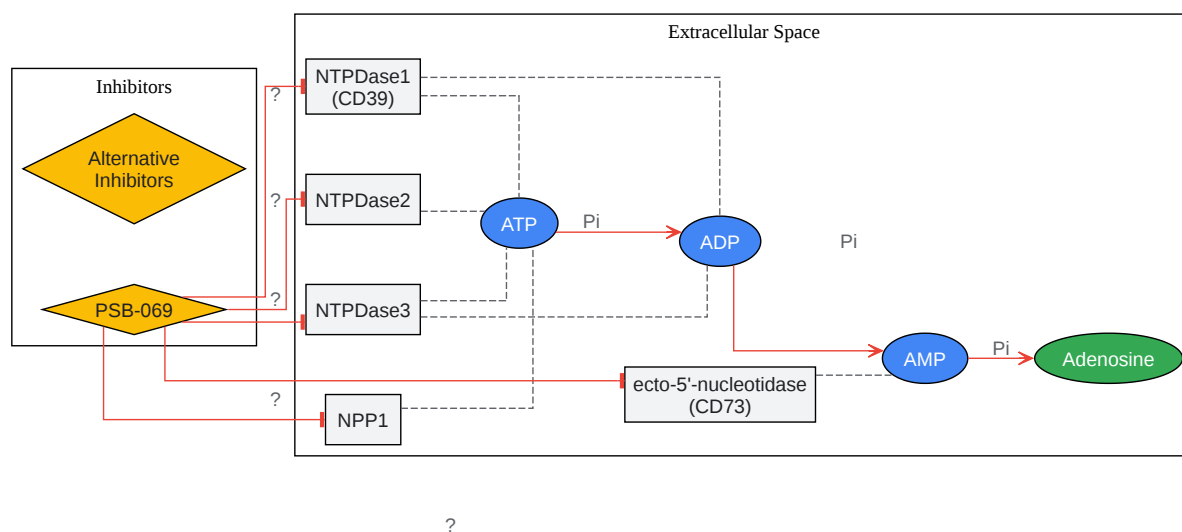 Extracellular Space
Inhibitors
NTPDase1
(CD39)
?
Alternative
Inhibitors
NTPDase2
?
ATP
Pi
ADP
Pi
PSB-069
?
NTPDase3
Pi
AMP
Adenosine
ecto-5'-nucleotidase
(CD73)
?
NPP1
?